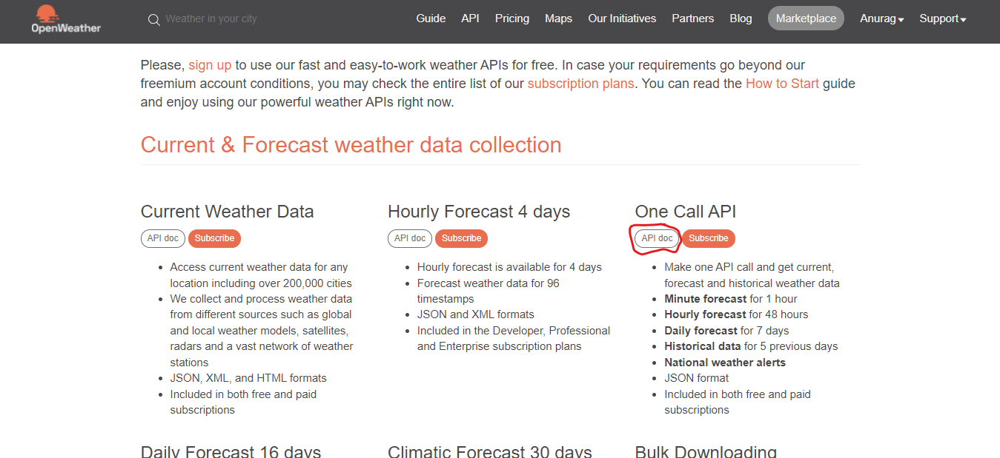 OpenWeather
Weather in your city
Guide API Pricing Maps Our Initiatives Partners Blog Marketplace Anurag Support
Please, sign up to use our fast and easy-to-work weather APIs for free. In case your requirements go beyond our
freemium account conditions, you may check the entire list of our subscription plans. You can read the How to Start guide
and enjoy using our powerful weather APIs right now.
Current & Forecast weather data collection
Current Weather Data
API doc Subscribe
• Access current weather data for any
location including over 200,000 cities
• We collect and process weather data
from different sources such as global
and local weather models, satellites,
radars and a vast network of weather
stations
• JSON, XML, and HTML formats
• Included in both free and paid
subscriptions
Hourly Forecast 4 days
API doc Subscribe
• Hourly forecast is available for 4 days
• Forecast weather data for 96
timestamps
• JSON and XML formats
• Included in the Developer, Professional
and Enterprise subscription plans
One Call API
API doc Subscribe
• Make one API call and get current,
forecast and historical weather data
• Minute forecast for 1 hour
• Hourly forecast for 48 hours
• Daily forecast for 7 days
• Historical data for 5 previous days
• National weather alerts
• JSON format
• Included in both free and paid
subscriptions
Daily Forecast 16 days
Climatic Forecast 30 days
Bulk Downloading